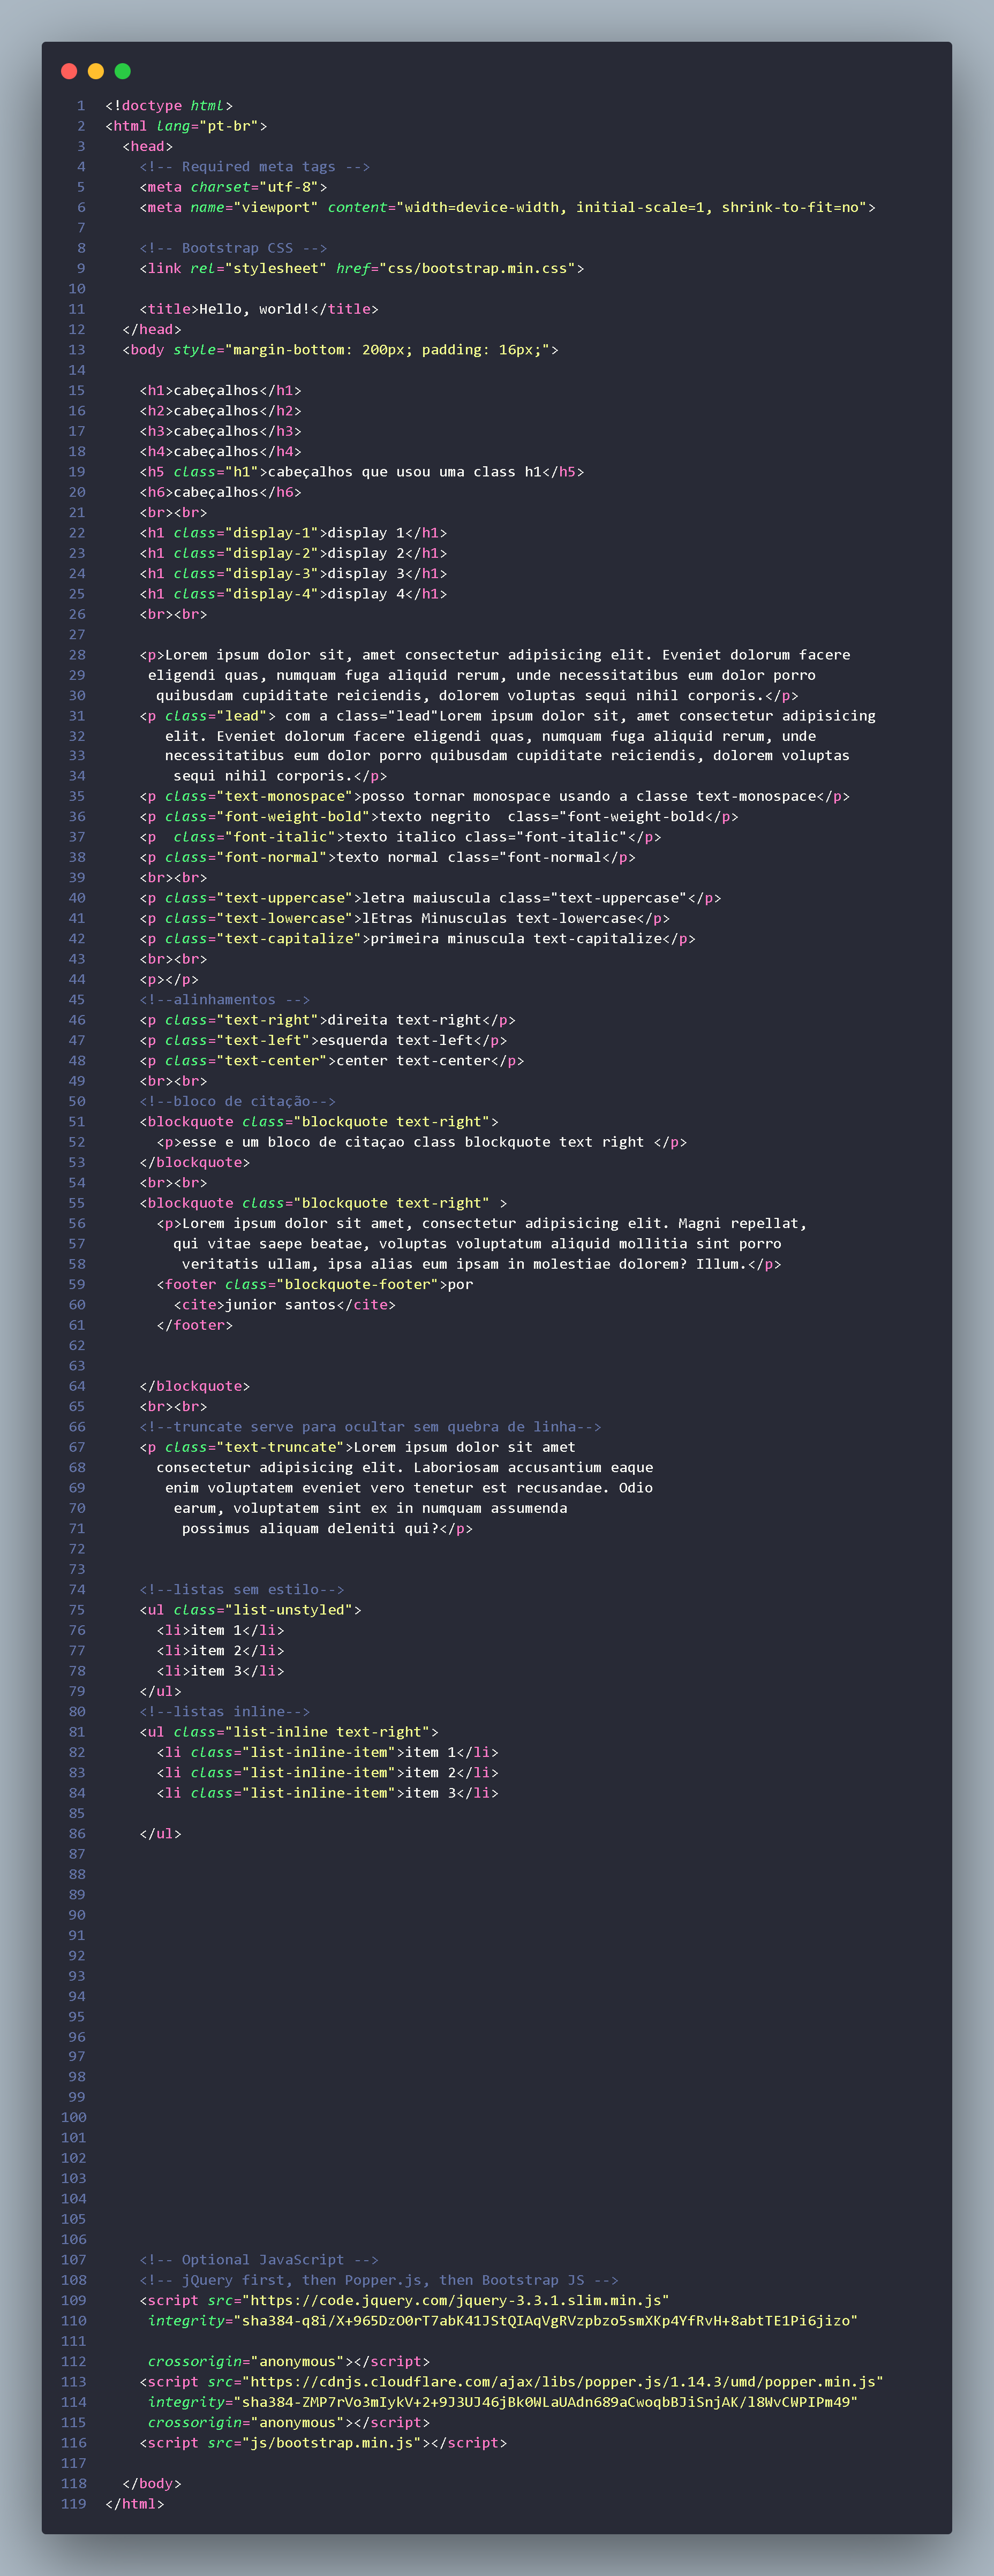 1 <!doctype html>
2 <html lang="pt-br">
3   <head>
4     <!-- Required meta tags -->
5     <meta charset="utf-8">
6     <meta name="viewport" content="width=device-width, initial-scale=1, shrink-to-fit=no">
7
8     <!-- Bootstrap CSS -->
9     <link rel="stylesheet" href="css/bootstrap.min.css">
10
11     <title>Hello, world!</title>
12   </head>
13   <body style="margin-bottom: 200px; padding: 16px;">
14
15     <h1>cabeçalhos</h1>
16     <h2>cabeçalhos</h2>
17     <h3>cabeçalhos</h3>
18     <h4>cabeçalhos</h4>
19     <h5 class="h1">cabeçalhos que usou uma class h1</h5>
20     <h6>cabeçalhos</h6>
21     <br><br>
22     <h1 class="display-1">display 1</h1>
23     <h1 class="display-2">display 2</h1>
24     <h1 class="display-3">display 3</h1>
25     <h1 class="display-4">display 4</h1>
26     <br><br>
27
28     <p>Lorem ipsum dolor sit, amet consectetur adipisicing elit. Eveniet dolorum facere
29      eligendi quas, numquam fuga aliquid rerum, unde necessitatibus eum dolor porro
30       quibusdam cupiditate reiciendis, dolorem voluptas sequi nihil corporis.</p>
31     <p class="lead"> com a class="lead"Lorem ipsum dolor sit, amet consectetur adipisicing
32        elit. Eveniet dolorum facere eligendi quas, numquam fuga aliquid rerum, unde
33        necessitatibus eum dolor porro quibusdam cupiditate reiciendis, dolorem voluptas
34         sequi nihil corporis.</p>
35     <p class="text-monospace">posso tornar monospace usando a classe text-monospace</p>
36     <p class="font-weight-bold">texto negrito  class="font-weight-bold</p>
37     <p  class="font-italic">texto italico class="font-italic"</p>
38     <p class="font-normal">texto normal class="font-normal</p>
39     <br><br>
40     <p class="text-uppercase">letra maiuscula class="text-uppercase"</p>
41     <p class="text-lowercase">lEtras Minusculas text-lowercase</p>
42     <p class="text-capitalize">primeira minuscula text-capitalize</p>
43     <br><br>
44     <p></p>
45     <!--alinhamentos -->
46     <p class="text-right">direita text-right</p>
47     <p class="text-left">esquerda text-left</p>
48     <p class="text-center">center text-center</p>
49     <br><br>
50     <!--bloco de citação-->
51     <blockquote class="blockquote text-right">
52       <p>esse e um bloco de citaçao class blockquote text right </p>
53     </blockquote>
54     <br><br>
55     <blockquote class="blockquote text-right" >
56       <p>Lorem ipsum dolor sit amet, consectetur adipisicing elit. Magni repellat,
57         qui vitae saepe beatae, voluptas voluptatum aliquid mollitia sint porro
58          veritatis ullam, ipsa alias eum ipsam in molestiae dolorem? Illum.</p>
59       <footer class="blockquote-footer">por
60         <cite>junior santos</cite>
61       </footer>
62
63
64     </blockquote>
65     <br><br>
66     <!--truncate serve para ocultar sem quebra de linha-->
67     <p class="text-truncate">Lorem ipsum dolor sit amet
68       consectetur adipisicing elit. Laboriosam accusantium eaque
69        enim voluptatem eveniet vero tenetur est recusandae. Odio
70         earum, voluptatem sint ex in numquam assumenda
71          possimus aliquam deleniti qui?</p>
72
73
74     <!--listas sem estilo-->
75     <ul class="list-unstyled">
76       <li>item 1</li>
77       <li>item 2</li>
78       <li>item 3</li>
79     </ul>
80     <!--listas inline-->
81     <ul class="list-inline text-right">
82       <li class="list-inline-item">item 1</li>
83       <li class="list-inline-item">item 2</li>
84       <li class="list-inline-item">item 3</li>
85
86     </ul>
87
88
89
90
91
92
93
94
95
96
97
98
99
100
101
102
103
104
105
106
107     <!-- Optional JavaScript -->
108     <!-- jQuery first, then Popper.js, then Bootstrap JS -->
109     <script src="https://code.jquery.com/jquery-3.3.1.slim.min.js"
110      integrity="sha384-q8i/X+965DzO0rT7abK41JStQIAqVgRVzpbzo5smXKp4YfRvH+8abtTE1Pi6jizo"
111
112      crossorigin="anonymous"></script>
113     <script src="https://cdnjs.cloudflare.com/ajax/libs/popper.js/1.14.3/umd/popper.min.js"
114      integrity="sha384-ZMP7rVo3mIykV+2+9J3UJ46jBk0WLaUAdn689aCwoqbBJiSnjAK/l8WvCWPIPm49"
115      crossorigin="anonymous"></script>
116     <script src="js/bootstrap.min.js"></script>
117
118   </body>
119 </html>